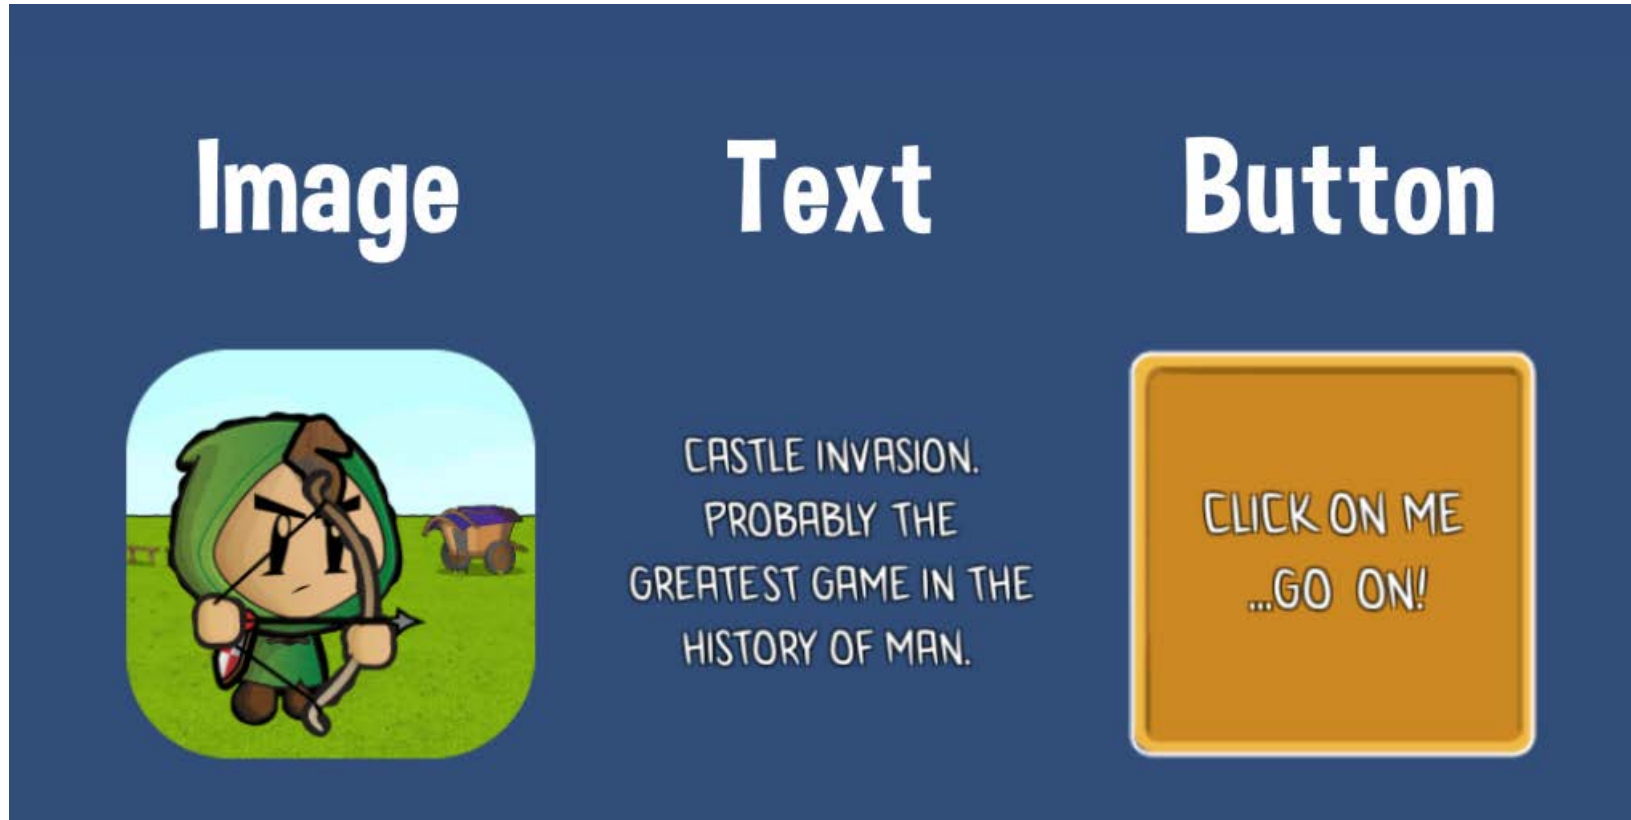 Image
Text
Button
CASTLE INVASION.
PROBABLY THE
GREATEST GAME IN THE
HISTORY OF MAN.
CLICK ON ME
...GO ON!